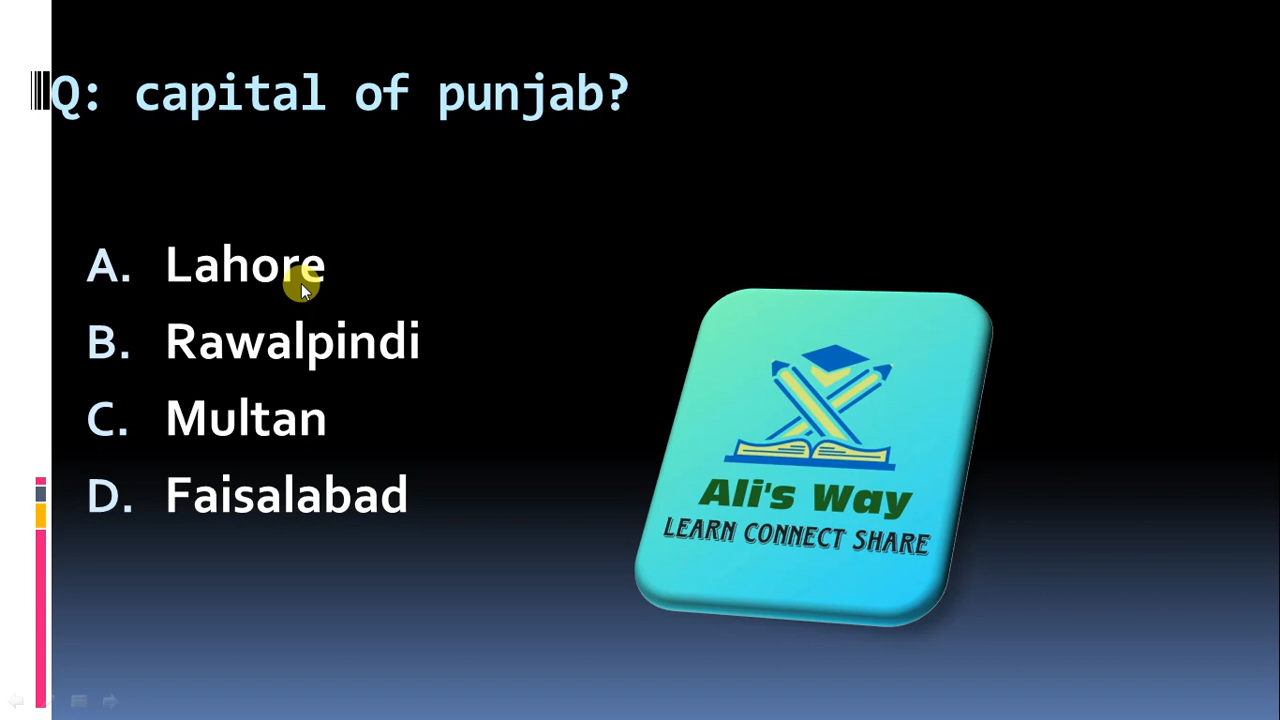 Q: capital of punjab?
A. Lahore
B. Rawalpindi
C. Multan
D. Faisalabad
Ali's Way
LEARN CONNECT SHARE